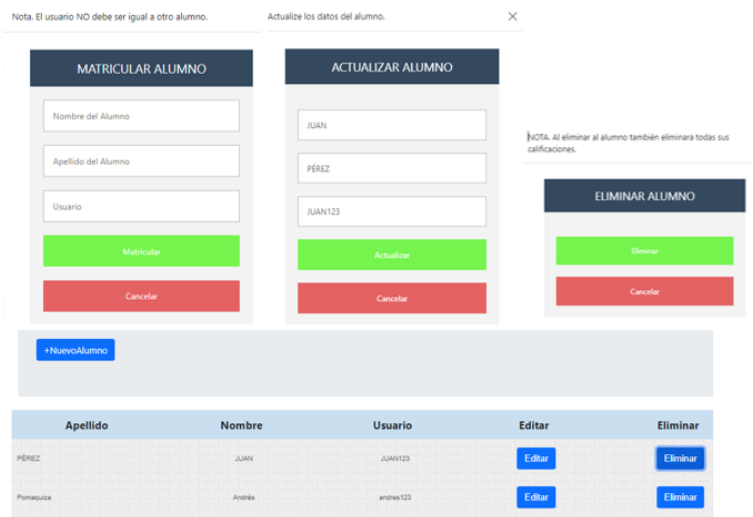 Nota. El usuario NO debe ser igual a otro alumno.
MATRICULAR ALUMNO
Nombre del Alumno
Apellido del Alumno
Usuario
Matricular
Cancelar
Actualize los datos del alumno.
×
ACTUALIZAR ALUMNO
JUAN
PÉREZ
JUAN123
Actualizar
Cancelar
NOTA. Al eliminar al alumno también eliminara todas sus
calificaciones.
ELIMINAR ALUMNO
Eliminar
Cancelar
+NuevoAlumno
Apellido Nombre Usuario Editar Eliminar
PÉREZ JUAN JUAN123 Editar Eliminar
Pomaquiza Andrés andres123 Editar Eliminar